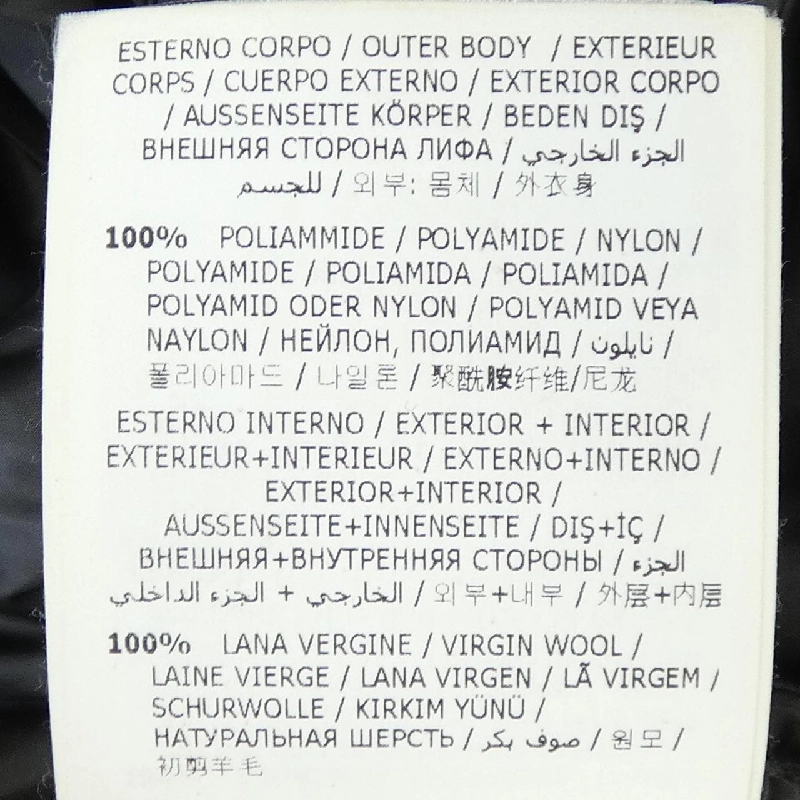 ESTERNO CORPO / OUTER BODY / EXTERIEUR
CORPS / CUERPO EXTERNO / EXTERIOR CORPO
/ AUSSENSEITE KÖRPER / BEDEN DIŞ /
ВНЕШНЯЯ СТОРОНА ЛИФА / الجزء الخارجي
للجسم / 외부: 몸체 / 外衣身
100% POLIAMMIDE / POLYAMIDE / NYLON /
POLYAMIDE / POLIAMIDA / POLIAMIDA /
POLYAMID ODER NYLON / POLYAMID VEYA
NAYLON / НЕЙЛОН, ПОЛИАМИД / نايلون /
폴리아마드 / 나일론 / 聚酰胺纤维/尼龙
ESTERNO INTERNO / EXTERIOR + INTERIOR /
EXTERIEUR+INTERIEUR / EXTERNO+INTERNO /
EXTERIOR+INTERIOR /
AUSSENSEITE+INNENSEITE / DIŞ+İÇ /
ВНЕШНЯЯ+ВНУТРЕННЯЯ СТОРОНЫ / الجزء
الخارجي + الجزء الداخلي / 외부+내부 / 外层+内层
100% LANA VERGINE / VIRGIN WOOL /
LAINE VIERGE / LANA VIRGEN / LÃ VIRGEM /
SCHURWOLLE / KIRKIM YÜNÜ /
НАТУРАЛЬНАЯ ШЕРСТЬ / صوف بكر / 원모 /
初剪羊毛